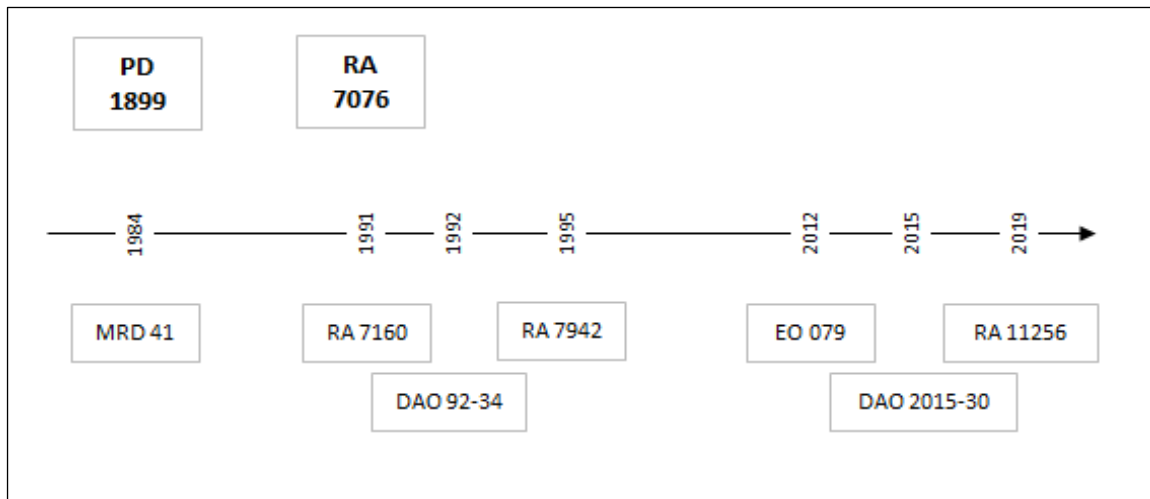 PD
1899
RA
7076
1984
1991
1992
1995
2012
2015
2019
MRD 41
RA 7160
RA 7942
EO 079
RA 11256
DAO 92-34
DAO 2015-30